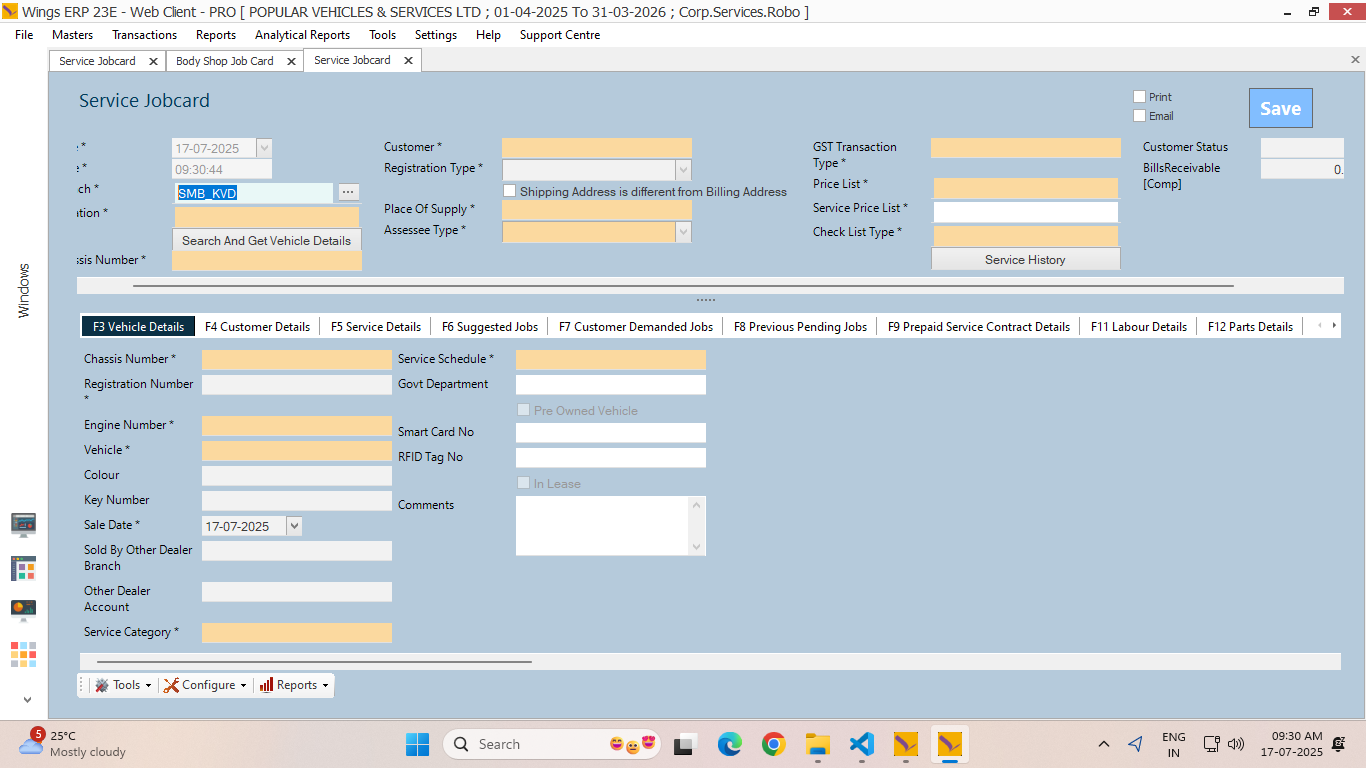 Wings ERP 23E - Web Client - PRO [ POPULAR VEHICLES & SERVICES LTD ; 01-04-2025 To 31-03-2026 ; Corp.Services.Robo ]
File Masters Transactions Reports Analytical Reports Tools Settings Help Support Centre
Service Jobcard Body Shop Job Card Service Jobcard
Service Jobcard
Print
Email
Save
* 17-07-2025 Customer * GST Transaction Type * Customer Status
e * 09:30:44 Registration Type * BillsReceivable [Comp] 0.
ch * SMB_KVD ... Shipping Address is different from Billing Address Price List *
ation * Place Of Supply * Service Price List *
Search And Get Vehicle Details Assessee Type * Check List Type *
ssis Number * Service History
Windows
F3 Vehicle Details F4 Customer Details F5 Service Details F6 Suggested Jobs F7 Customer Demanded Jobs F8 Previous Pending Jobs F9 Prepaid Service Contract Details F11 Labour Details F12 Parts Details
Chassis Number * Service Schedule *
Registration Number * Govt Department
Pre Owned Vehicle
Engine Number * Smart Card No
Vehicle * RFID Tag No
Colour In Lease
Key Number Comments
Sale Date * 17-07-2025
Sold By Other Dealer
Branch
Other Dealer
Account
Service Category *
Tools Configure Reports
5 25°C
Mostly cloudy
Search
ENG
IN
09:30 AM
17-07-2025